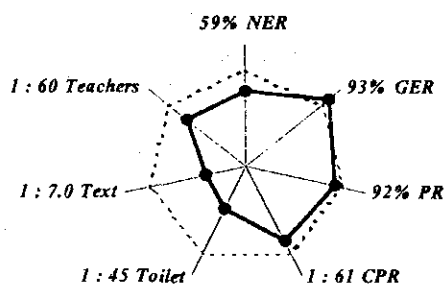 59% NER
1 : 60 Teachers
93% GER
1 : 7.0 Text
92% PR
1 : 45 Toilet
1 : 61 CPR